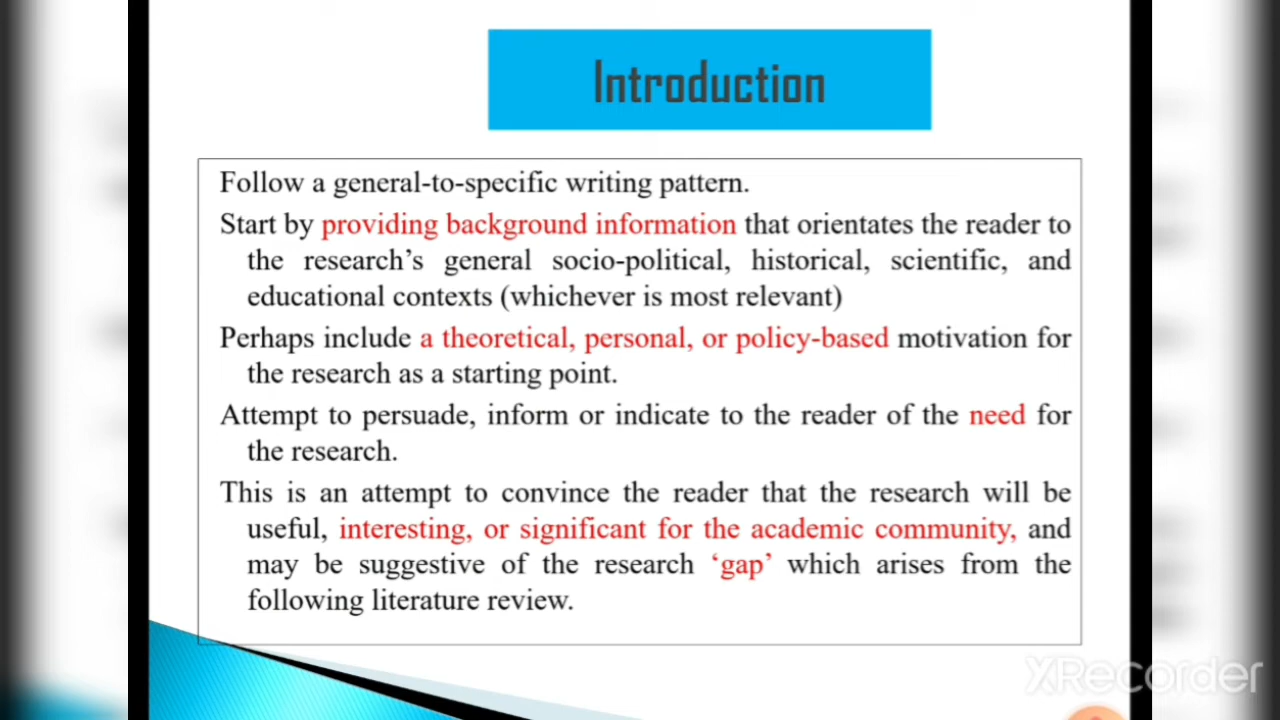 Introduction
Follow a general-to-specific writing pattern.
Start by providing background information that orientates the reader to
the research's general socio-political, historical, scientific, and
educational contexts (whichever is most relevant)
Perhaps include a theoretical, personal, or policy-based motivation for
the research as a starting point.
Attempt to persuade, inform or indicate to the reader of the need for
the research.
This is an attempt to convince the reader that the research will be
useful, interesting, or significant for the academic community, and
may be suggestive of the research ‘gap’ which arises from the
following literature review.
XRecorder